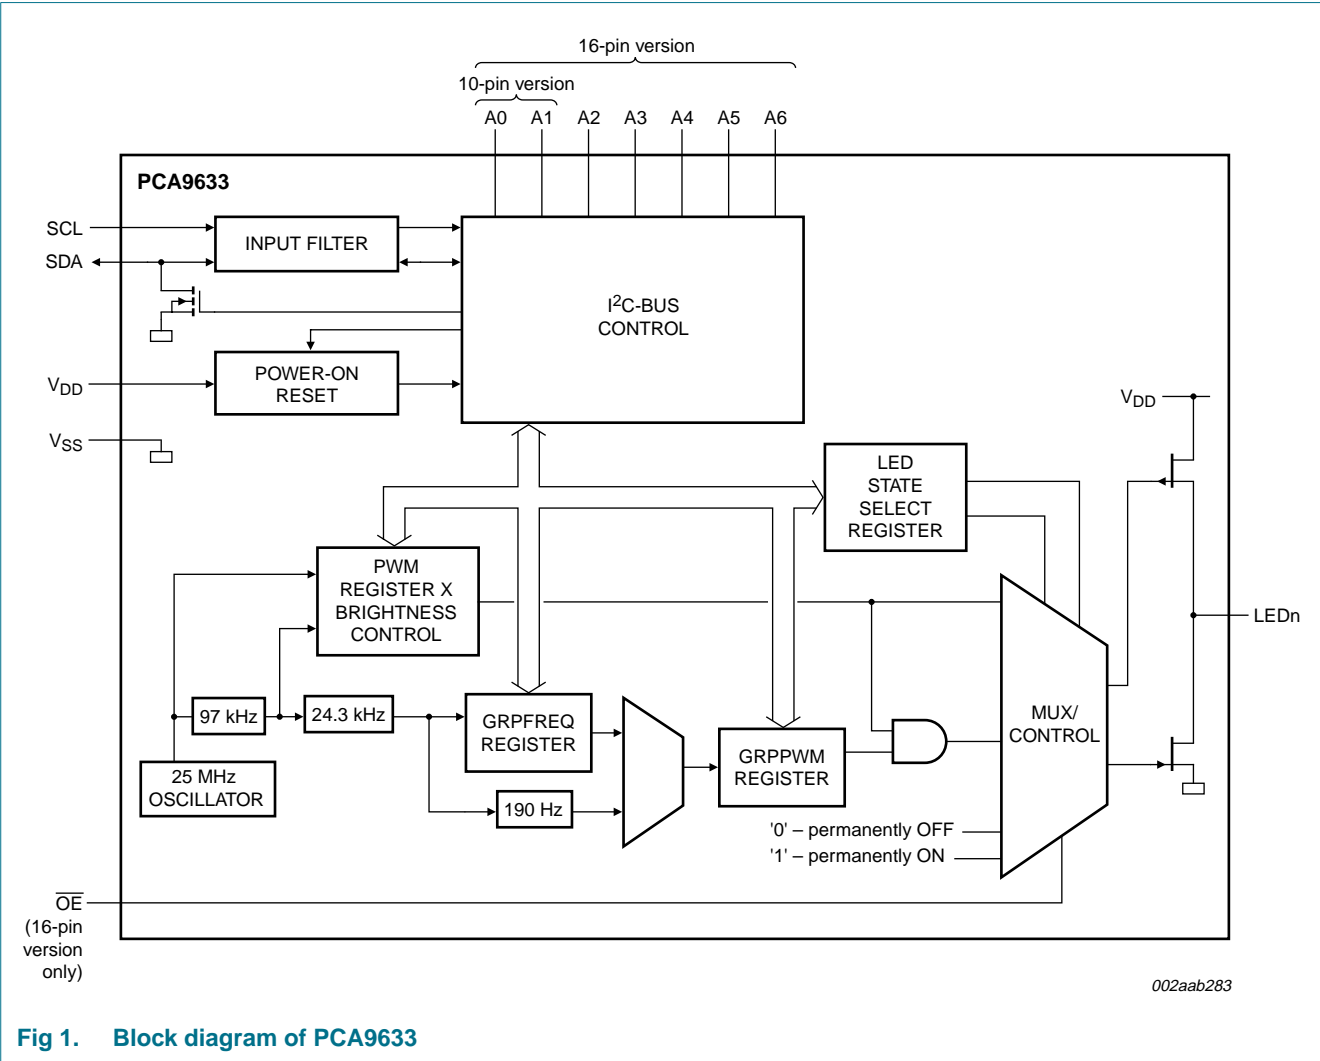 16-pin version
10-pin version
A0 A1 A2 A3 A4 A5 A6
PCA9633
SCL
SDA
INPUT FILTER
I2C-BUS
CONTROL
POWER-ON
RESET
VDD
VSS
VDD
LED
STATE
SELECT
REGISTER
PWM
REGISTER X
BRIGHTNESS
CONTROL
LEDn
97 kHz
24.3 kHz
GRPFREQ
REGISTER
MUX/
CONTROL
GRPPWM
REGISTER
25 MHz
OSCILLATOR
190 Hz
'0' – permanently OFF
'1' – permanently ON
OE
(16-pin
version
only)
002aab283
Fig 1. Block diagram of PCA9633